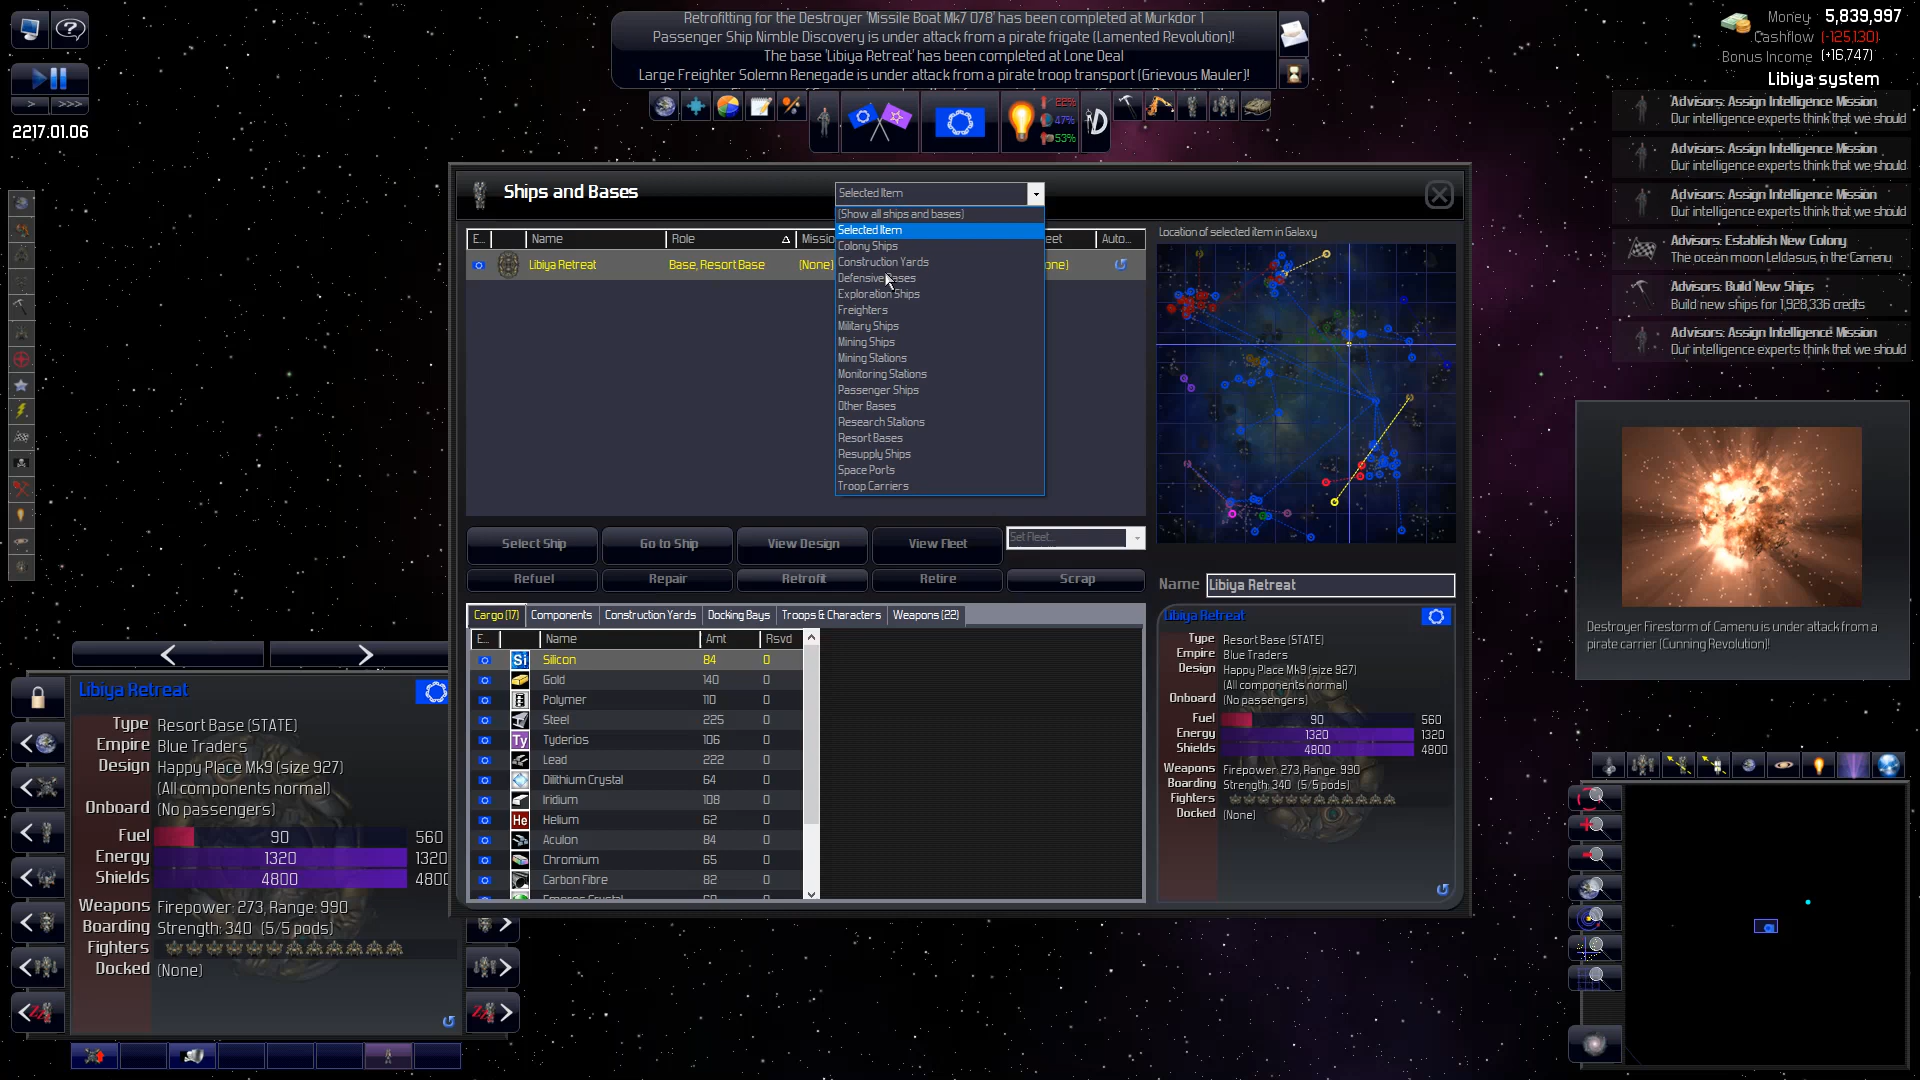 Retrofitting for the Destroyer 'Missile Boat Mk7 078' has been completed at Murkdor 1
Passenger Ship Nimble Discovery is under attack from a pirate frigate (Lamented Revolution)!
The base 'Libiya Retreat' has been completed at Lone Deal
Large Freighter Solemn Renegade is under attack from a pirate troop transport (Grievous Mauler)!
Money 5,839,997
Cashflow (-125,130)
Bonus Income (+16,747)
Libiya system
> >>>
2217.01.06
22%
47%
53%
Advisors: Assign Intelligence Mission
Our intelligence experts think that we should
Advisors: Assign Intelligence Mission
Our intelligence experts think that we should
Advisors: Assign Intelligence Mission
Our intelligence experts think that we should
Advisors: Establish New Colony
The ocean moon Leldasus, in the Camenu
Advisors: Build New Ships
Build new ships for 1,928,336 credits
Advisors: Assign Intelligence Mission
Our intelligence experts think that we should
Ships and Bases
Selected Item
(Show all ships and bases)
Selected Item
Colony Ships
Construction Yards
Defensive Bases
Exploration Ships
Freighters
Military Ships
Mining Ships
Mining Stations
Monitoring Stations
Passenger Ships
Other Bases
Research Stations
Resort Bases
Resupply Ships
Space Ports
Troop Carriers
E... Name Role Missio eet Auto...
Libiya Retreat Base, Resort Base (None) one)
Location of selected item in Galaxy
Select Ship Go to Ship View Design View Fleet Set Fleet...
Refuel Repair Retrofit Retire Scrap
Name Libiya Retreat
Cargo (17) Components Construction Yards Docking Bays Troops & Characters Weapons (22)
E... Name Amt Rsvd
Si Silicon 84 0
Gold 140 0
Polymer 110 0
Steel 225 0
Ty Tyderios 106 0
Lead 222 0
Dilithium Crystal 64 0
Iridium 108 0
He Helium 62 0
Aculon 84 0
Chromium 65 0
Carbon Fibre 82 0
Libiya Retreat
Type Resort Base (STATE)
Empire Blue Traders
Design Happy Place Mk9 (size 927)
(All components normal)
Onboard (No passengers)
Fuel 90 560
Energy 1320 1320
Shields 4800 4800
Weapons Firepower: 273, Range: 990
Boarding Strength: 340 (5/5 pods)
Fighters
Docked (None)
Destroyer Firestorm of Camenu is under attack from a
pirate carrier (Cunning Revolution)!
Libiya Retreat
Type Resort Base (STATE)
Empire Blue Traders
Design Happy Place Mk9 (size 927)
(All components normal)
Onboard (No passengers)
Fuel 90 560
Energy 1320 1320
Shields 4800 480
Weapons Firepower: 273, Range: 990
Boarding Strength: 340 (5/5 pods)
Fighters
Docked (None)